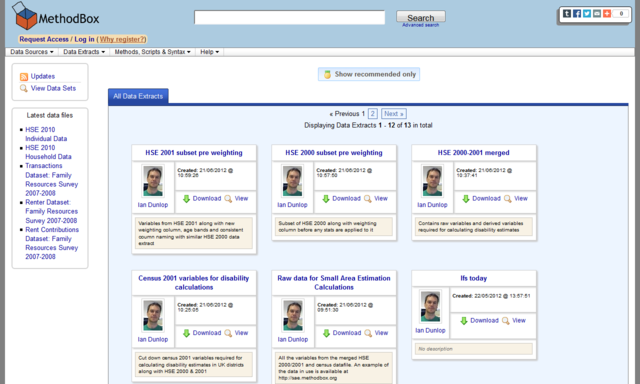 MethodBox
Search
Advanced search
0
Request Access / Log in ( Why register?)
Data Sources Data Extracts Methods, Scripts & Syntax Help
Updates
View Data Sets
Latest data files
HSE 2010
Individual Data
HSE 2010
Household Data
Transactions
Dataset: Family
Resources Survey
2007-2008
Renter Dataset:
Family Resources
Survey 2007-2008
Rent Contributions
Dataset: Family
Resources Survey
2007-2008
Show recommended only
All Data Extracts
« Previous 1 2 Next »
Displaying Data Extracts 1 - 12 of 13 in total
HSE 2001 subset pre weighting
Created: 21/06/2012 @
10:59:26
Download View
Ian Dunlop
Variables from HSE 2001 along with new
weighting column, age bands and consistent
column naming with similar HSE 2000 data
extract
HSE 2000 subset pre weighting
Created: 21/06/2012 @
10:57:50
Download View
Ian Dunlop
Subset of HSE 2000 along with weighting
column before any stats are applied to it
HSE 2000-2001 merged
Created: 21/06/2012 @
10:37:41
Download View
Ian Dunlop
Contains raw variables and derived variables
required for calculating disability estimates
Census 2001 variables for disability
calculations
Created: 21/06/2012 @
10:25:05
Download View
Ian Dunlop
Cut down census 2001 variables required for
calculating disability estimates in UK districts
along with HSE 2000 & 2001
Raw data for Small Area Estimation
Calculations
Created: 21/06/2012 @
09:51:30
Download View
Ian Dunlop
All the variables from the merged HSE
2000/2001 and census datafile. An example of
the data in use is available at
http://sae.methodbox.org
lfs today
Created: 22/05/2012 @ 13:57:51
Download View
Ian Dunlop
No description